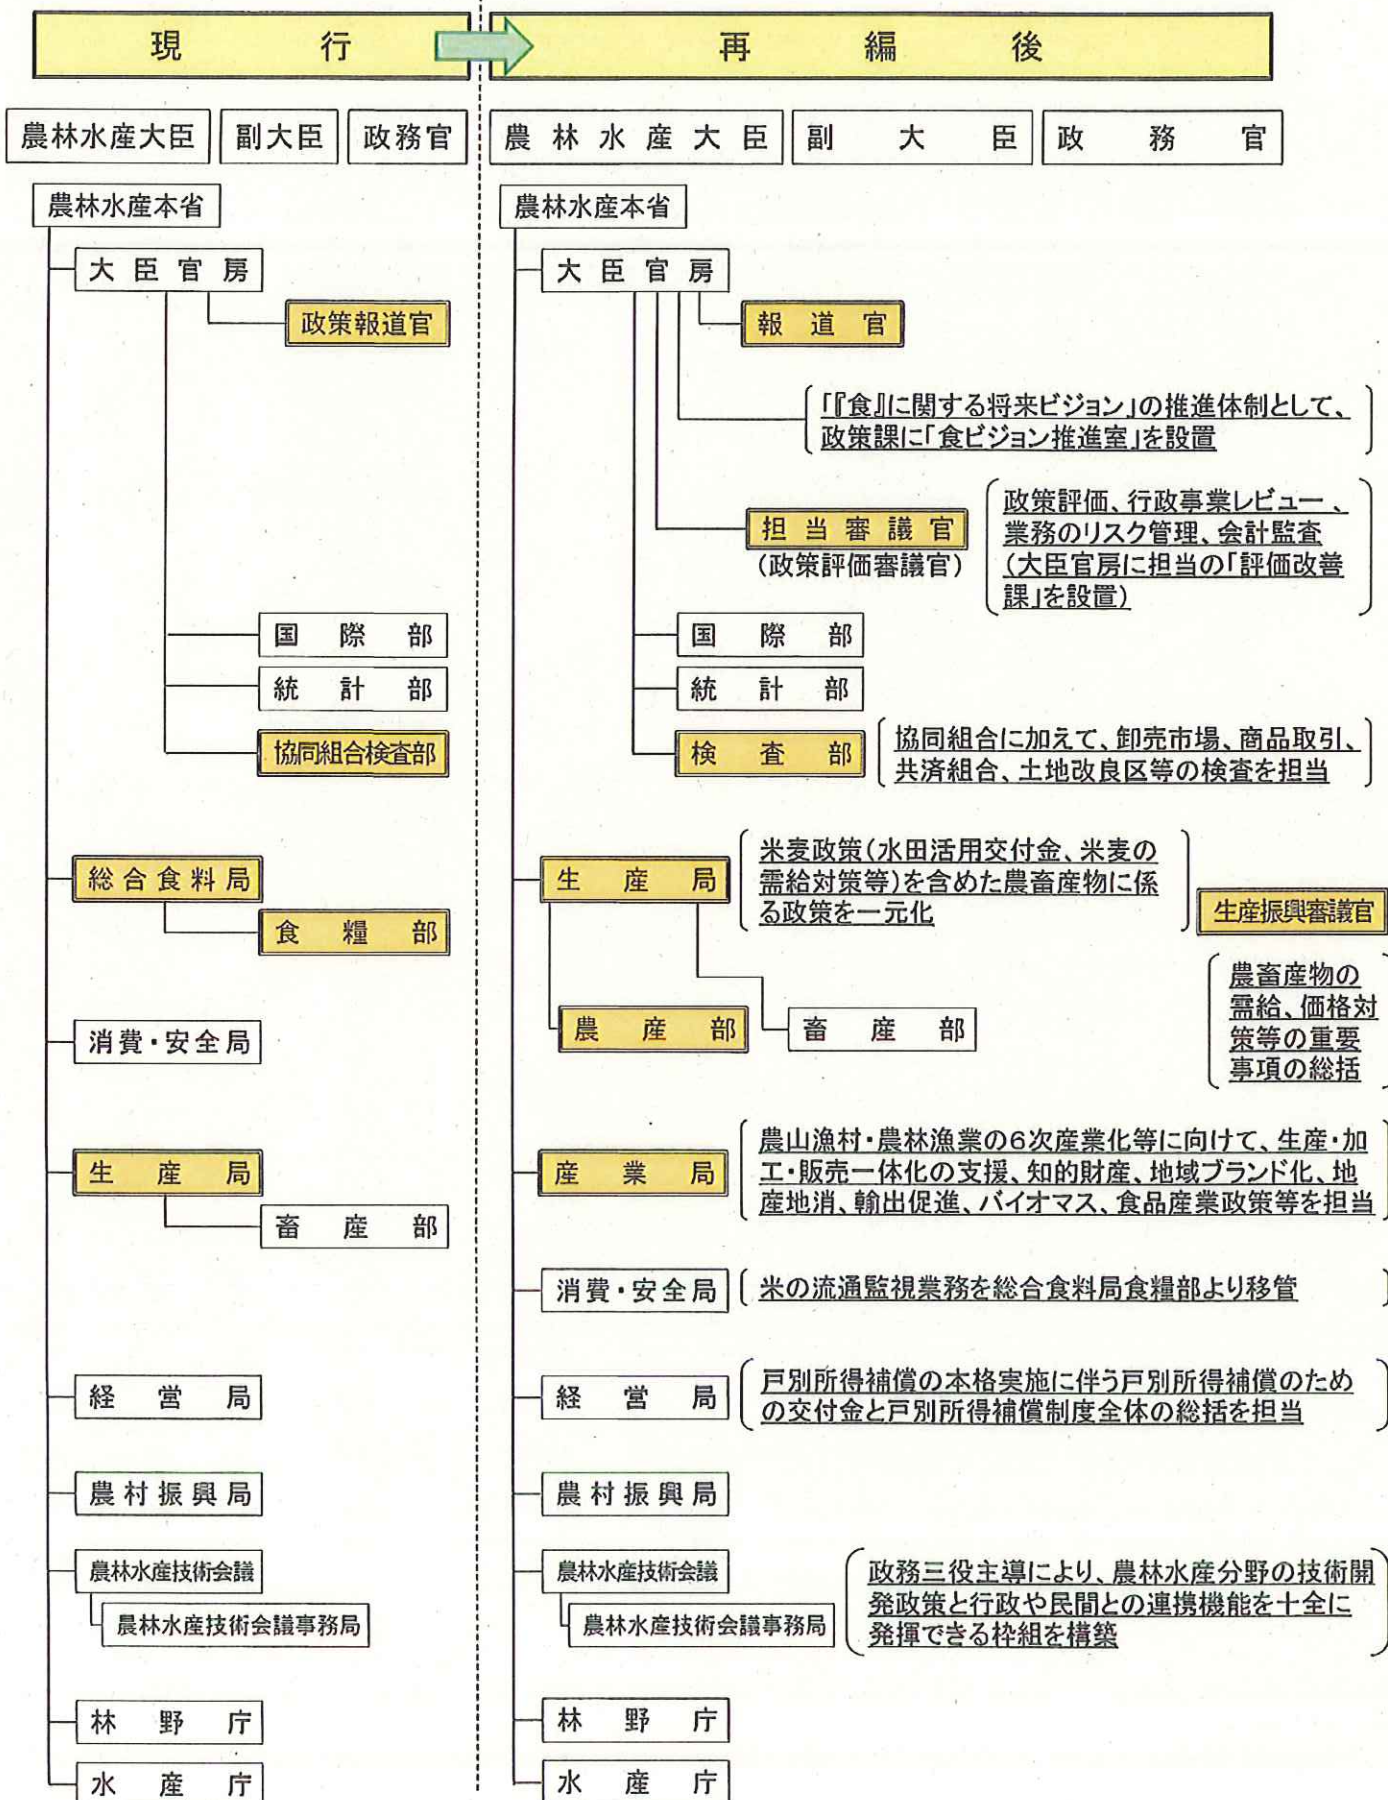 現行
再編後
農林水産大臣
副大臣
政務官
農林水産大臣
副大臣
政務官
農林水産本省
大臣官房
政策報道官
国際部
統計部
協同組合検査部
総合食料局
食糧部
消費・安全局
生産局
畜産部
経営局
農村振興局
農林水産技術会議
農林水産技術会議事務局
林野庁
水産庁
農林水産本省
大臣官房
報道官
「『食』に関する将来ビジョン」の推進体制として、
政策課に「食ビジョン推進室」を設置
担当審議官
(政策評価審議官)
政策評価、行政事業レビュー、
業務のリスク管理、会計監査
(大臣官房に担当の「評価改善
課」を設置)
国際部
統計部
検査部
協同組合に加えて、卸売市場、商品取引、
共済組合、土地改良区等の検査を担当
生産局
米麦政策(水田活用交付金、米麦の
需給対策等)を含めた農畜産物に係
る政策を一元化
生産振興審議官
農畜産物の
需給、価格対
策等の重要
事項の総括
農産部
畜産部
産業局
農山漁村・農林漁業の6次産業化等に向けて、生産・加
工・販売一体化の支援、知的財産、地域ブランド化、地
産地消、輸出促進、バイオマス、食品産業政策等を担当
消費・安全局
米の流通監視業務を総合食料局食糧部より移管
経営局
戸別所得補償の本格実施に伴う戸別所得補償のため
の交付金と戸別所得補償制度全体の総括を担当
農村振興局
農林水産技術会議
農林水産技術会議事務局
政務三役主導により、農林水産分野の技術開
発政策と行政や民間との連携機能を十全に
発揮できる枠組を構築
林野庁
水産庁